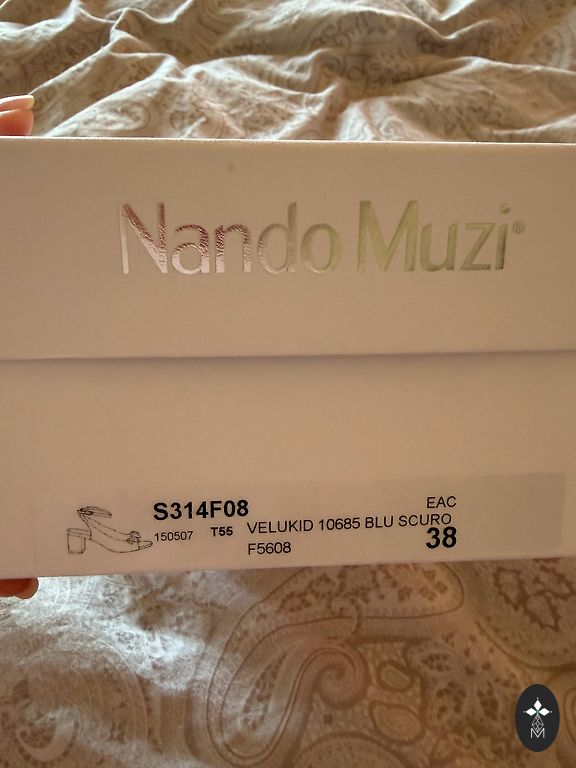 Nando Muzi®
S314F08
EAC
150507 T55 VELUKID 10685 BLU SCURO
F5608
38